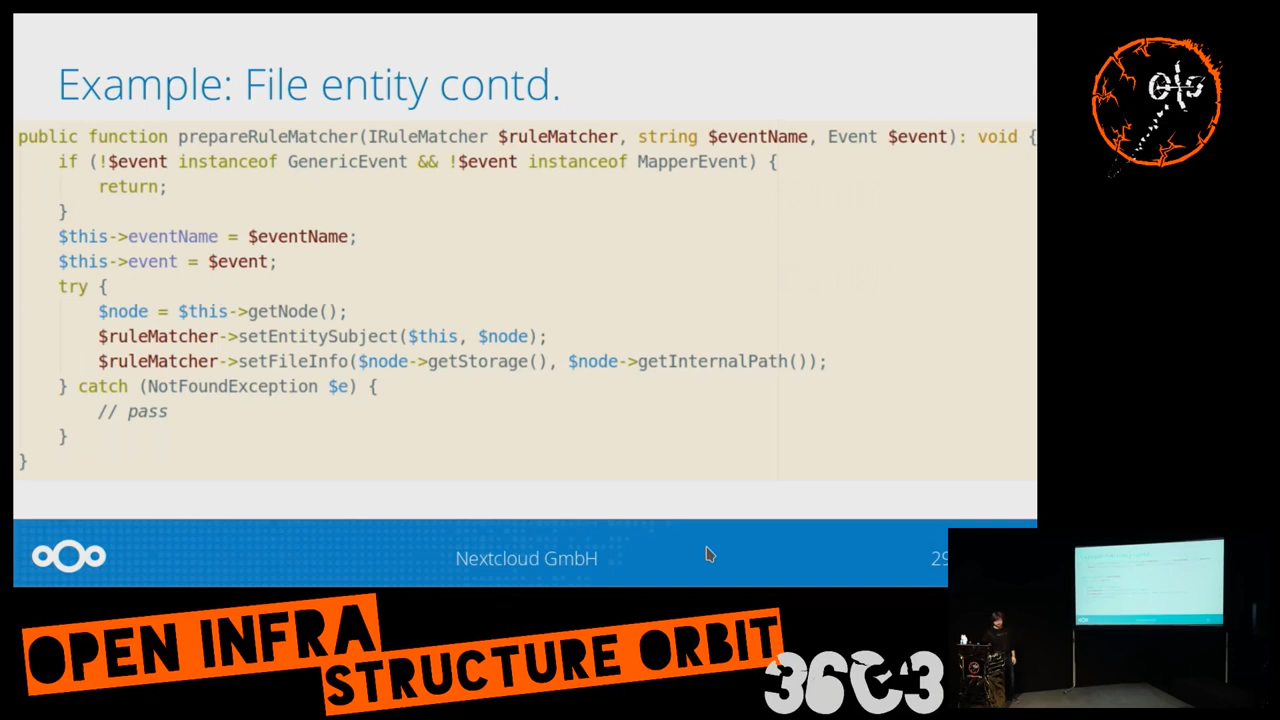 Example: File entity contd.
public function prepareRuleMatcher(IRuleMatcher $ruleMatcher, string $eventName, Event $event): void {
    if (!$event instanceof GenericEvent && !$event instanceof MapperEvent) {
        return;
    }
    $this->eventName = $eventName;
    $this->event = $event;
    try {
        $node = $this->getNode();
        $ruleMatcher->setEntitySubject($this, $node);
        $ruleMatcher->setFileInfo($node->getStorage(), $node->getInternalPath());
    } catch (NotFoundException $e) {
        // pass
    }
}
Nextcloud GmbH
29
OPEN INFRA
STRUCTURE ORBIT
36C3